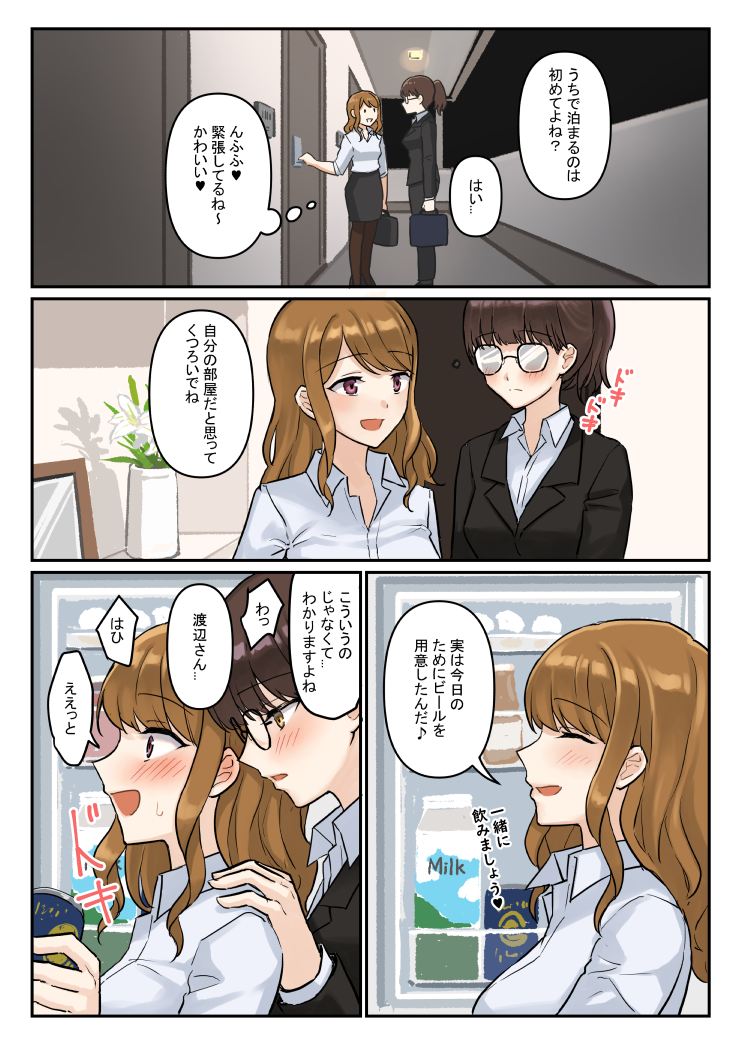 うちで泊まるのは
初めてよね？
はい…
んふふ♥
緊張してるね～
かわいい♥
自分の部屋だと思って
くつろいでね
ドキ
ドキ
実は今日の
ためにビールを
用意したんだ♪
一緒に
飲みましょう♥
Milk
わっ
こういうの
じゃなくて…
わかりますよね
渡辺さん…
はひ
ええっと
ドキ